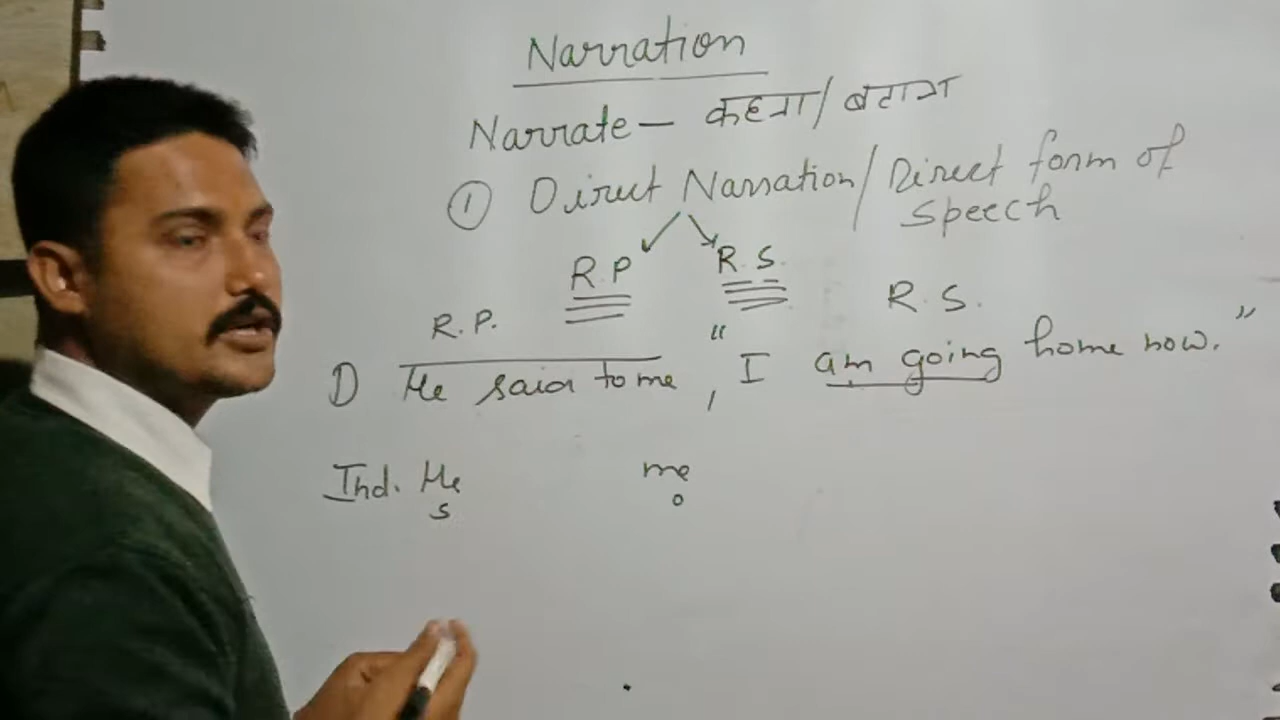 Narration
Narrate — कहना / बताना
① Direct Narration / Direct form of
speech
R.P R.S.
R.P. R.S.
D He said to me , " I am going home now. "
Ind. He me
S O